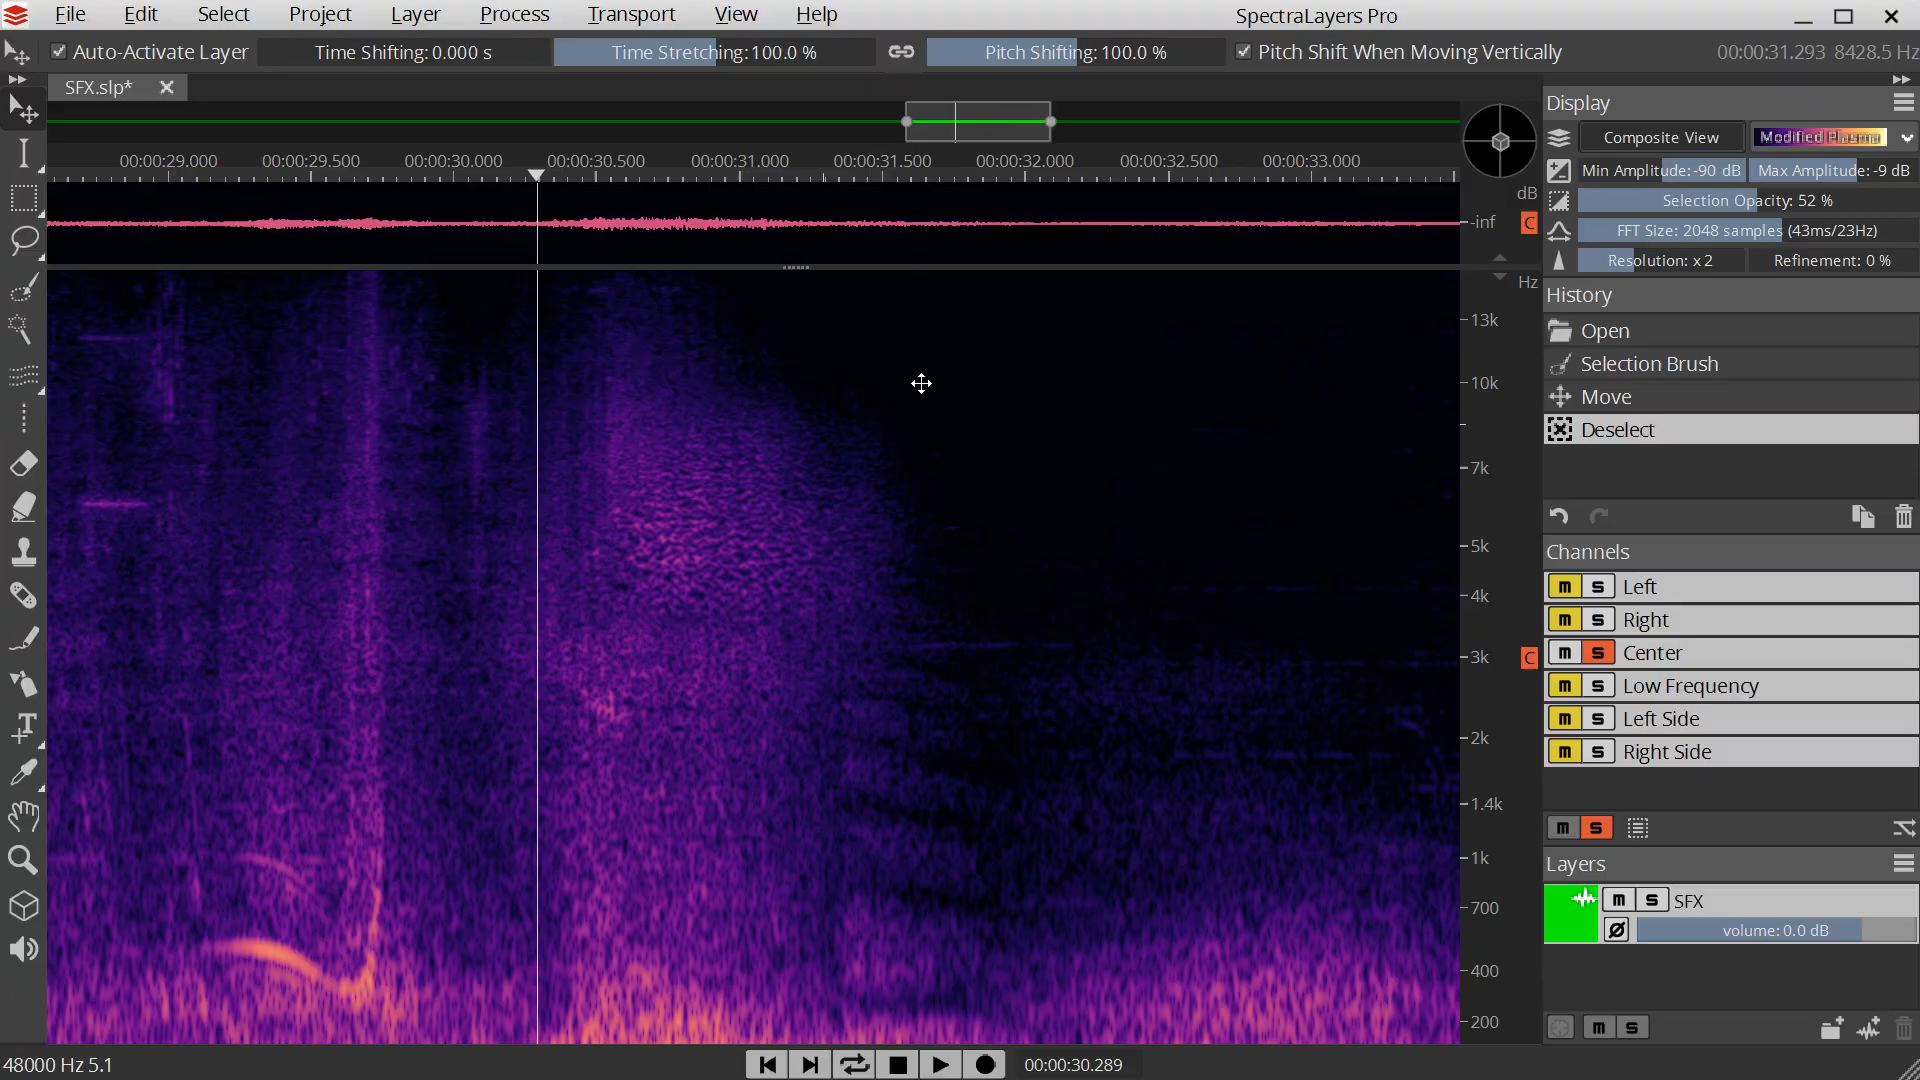 File Edit Select Project Layer Process Transport View Help SpectraLayers Pro
Auto-Activate Layer Time Shifting: 0.000 s Time Stretching: 100.0 % Pitch Shifting: 100.0 % Pitch Shift When Moving Vertically 00:00:31.293 8428.5 Hz
SFX.slp*
00:00:29.000 00:00:29.500 00:00:30.000 00:00:30.500 00:00:31.000 00:00:31.500 00:00:32.000 00:00:32.500 00:00:33.000
dB
-inf C
Hz
13k
10k
7k
5k
4k
3k C
2k
1.4k
1k
700
400
200
Display
Composite View Modified Plasma
Min Amplitude: -90 dB Max Amplitude: -9 dB
Selection Opacity: 52 %
FFT Size: 2048 samples (43ms/23Hz)
Resolution: x 2 Refinement: 0 %
History
Open
Selection Brush
Move
Deselect
Channels
m s Left
m s Right
m s Center
m s Low Frequency
m s Left Side
m s Right Side
m s
Layers
m s SFX
Ø volume: 0.0 dB
m s
48000 Hz 5.1 00:00:30.289